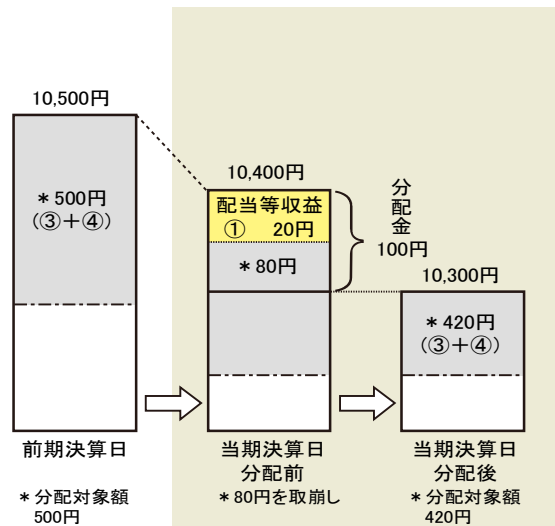 10,500円
＊500円
(③＋④)
前期決算日
＊分配対象額
500円
10,400円
配当等収益
① 20円
＊80円
分配金
100円
当期決算日
分配前
＊80円を取崩し
10,300円
＊420円
(③＋④)
当期決算日
分配後
＊分配対象額
420円